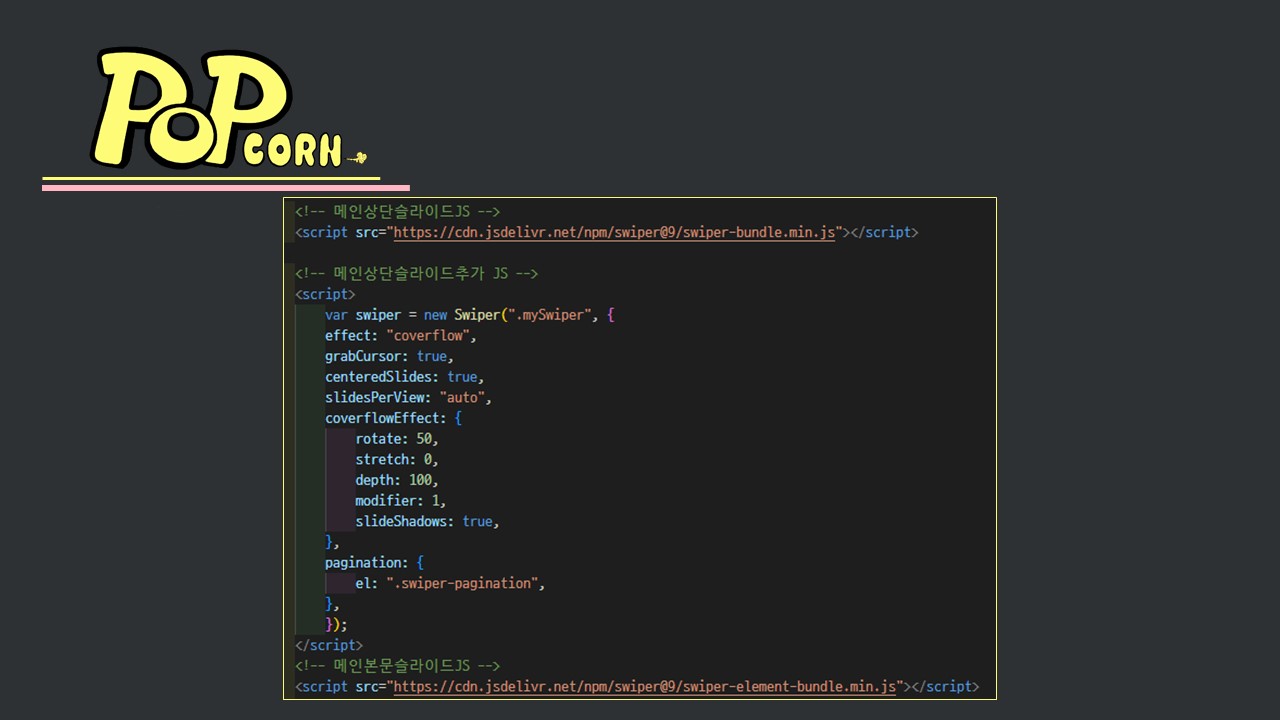 PoP CORN
<!-- 메인상단슬라이드JS -->
<script src="https://cdn.jsdelivr.net/npm/swiper@9/swiper-bundle.min.js"></script>
<!-- 메인상단슬라이드추가 JS -->
<script>
var swiper = new Swiper(".mySwiper", {
effect: "coverflow",
grabCursor: true,
centeredSlides: true,
slidesPerView: "auto",
coverflowEffect: {
rotate: 50,
stretch: 0,
depth: 100,
modifier: 1,
slideShadows: true,
},
pagination: {
el: ".swiper-pagination",
},
});
</script>
<!-- 메인본문슬라이드JS -->
<script src="https://cdn.jsdelivr.net/npm/swiper@9/swiper-element-bundle.min.js"></script>